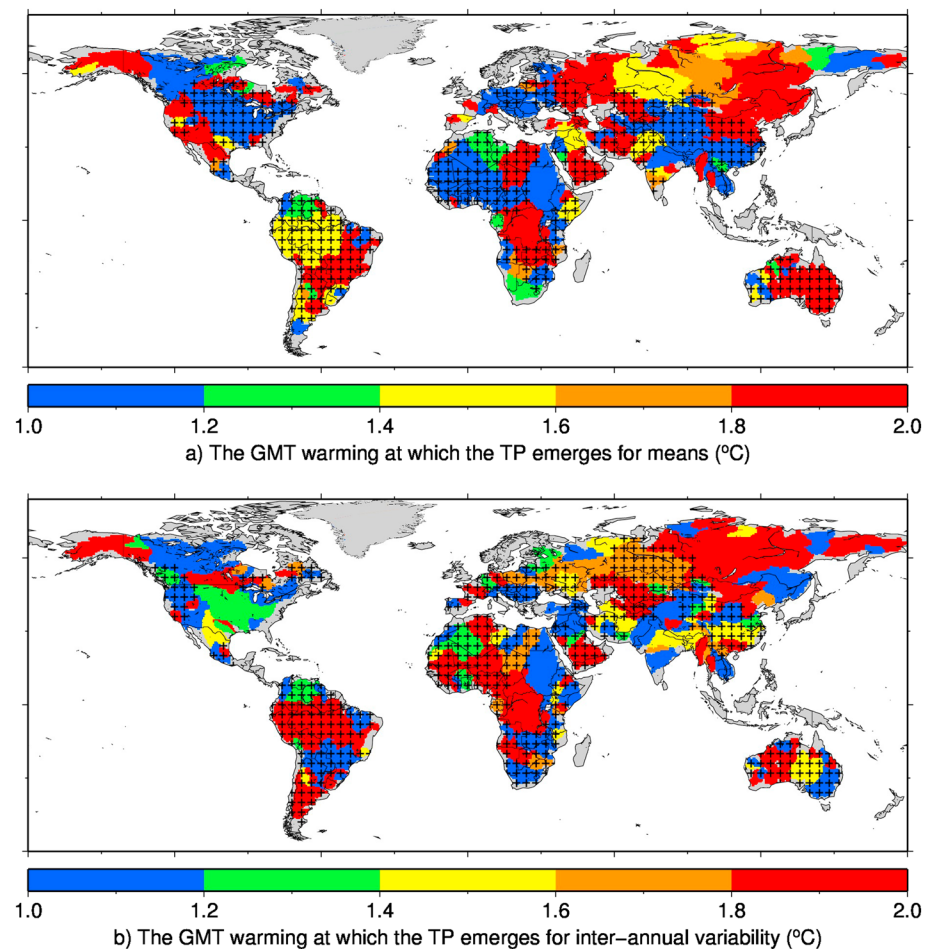 1.0 1.2 1.4 1.6 1.8 2.0
a) The GMT warming at which the TP emerges for means (ºC)
1.0 1.2 1.4 1.6 1.8 2.0
b) The GMT warming at which the TP emerges for inter−annual variability (ºC)